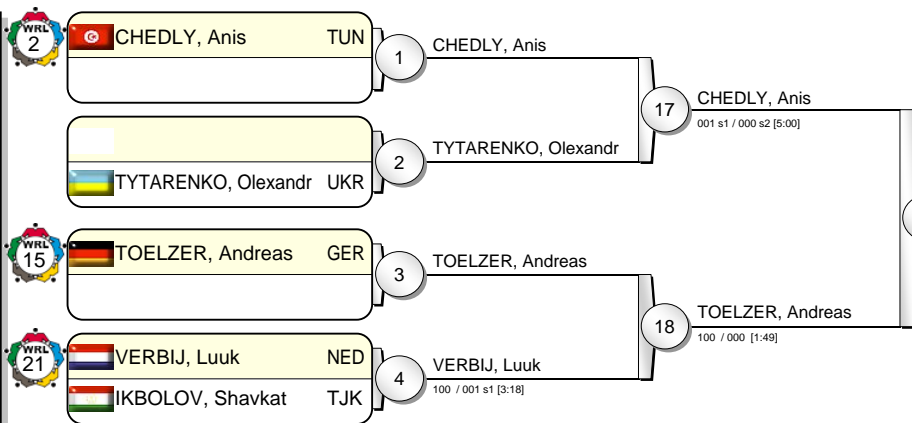 WRL
2
CHEDLY, Anis TUN
1
CHEDLY, Anis
17
CHEDLY, Anis
001 s1 / 000 s2 [5:00]
TYTARENKO, Olexandr UKR
2
TYTARENKO, Olexandr
WRL
15
TOELZER, Andreas GER
3
TOELZER, Andreas
18
TOELZER, Andreas
100 / 000 [1:49]
WRL
21
VERBIJ, Luuk NED
IKBOLOV, Shavkat TJK
4
VERBIJ, Luuk
100 / 001 s1 [3:18]